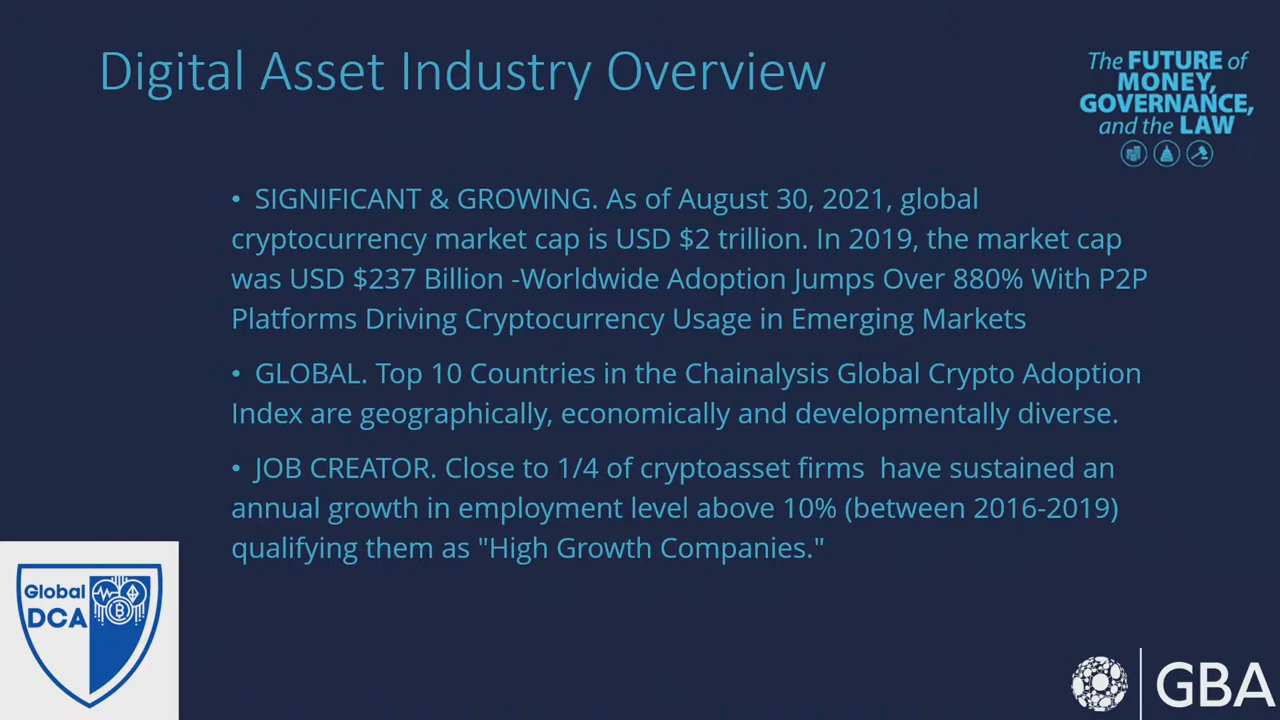 Digital Asset Industry Overview
The FUTURE of
MONEY,
GOVERNANCE,
and the LAW
• SIGNIFICANT & GROWING. As of August 30, 2021, global
cryptocurrency market cap is USD $2 trillion. In 2019, the market cap
was USD $237 Billion -Worldwide Adoption Jumps Over 880% With P2P
Platforms Driving Cryptocurrency Usage in Emerging Markets
• GLOBAL. Top 10 Countries in the Chainalysis Global Crypto Adoption
Index are geographically, economically and developmentally diverse.
• JOB CREATOR. Close to 1/4 of cryptoasset firms  have sustained an
annual growth in employment level above 10% (between 2016-2019)
qualifying them as "High Growth Companies."
Global
DCA
GBA